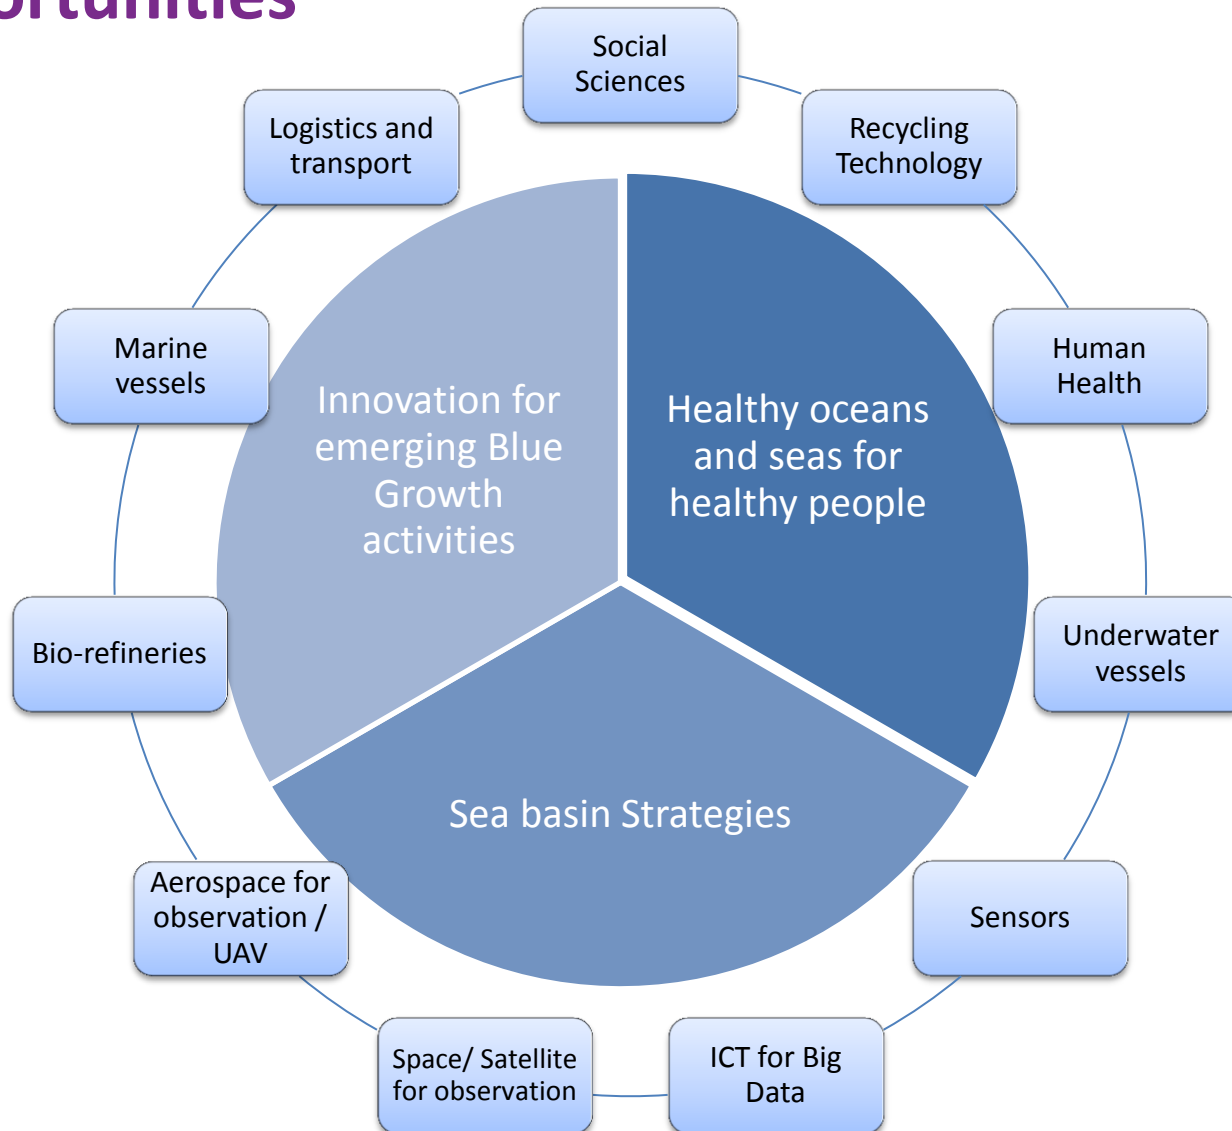 ortunities
Social
Sciences
Recycling
Technology
Human
Health
Underwater
vessels
Sensors
ICT for Big
Data
Space/ Satellite
for observation
Aerospace for
observation /
UAV
Bio-refineries
Marine
vessels
Logistics and
transport
Innovation for
emerging Blue
Growth
activities
Healthy oceans
and seas for
healthy people
Sea basin Strategies